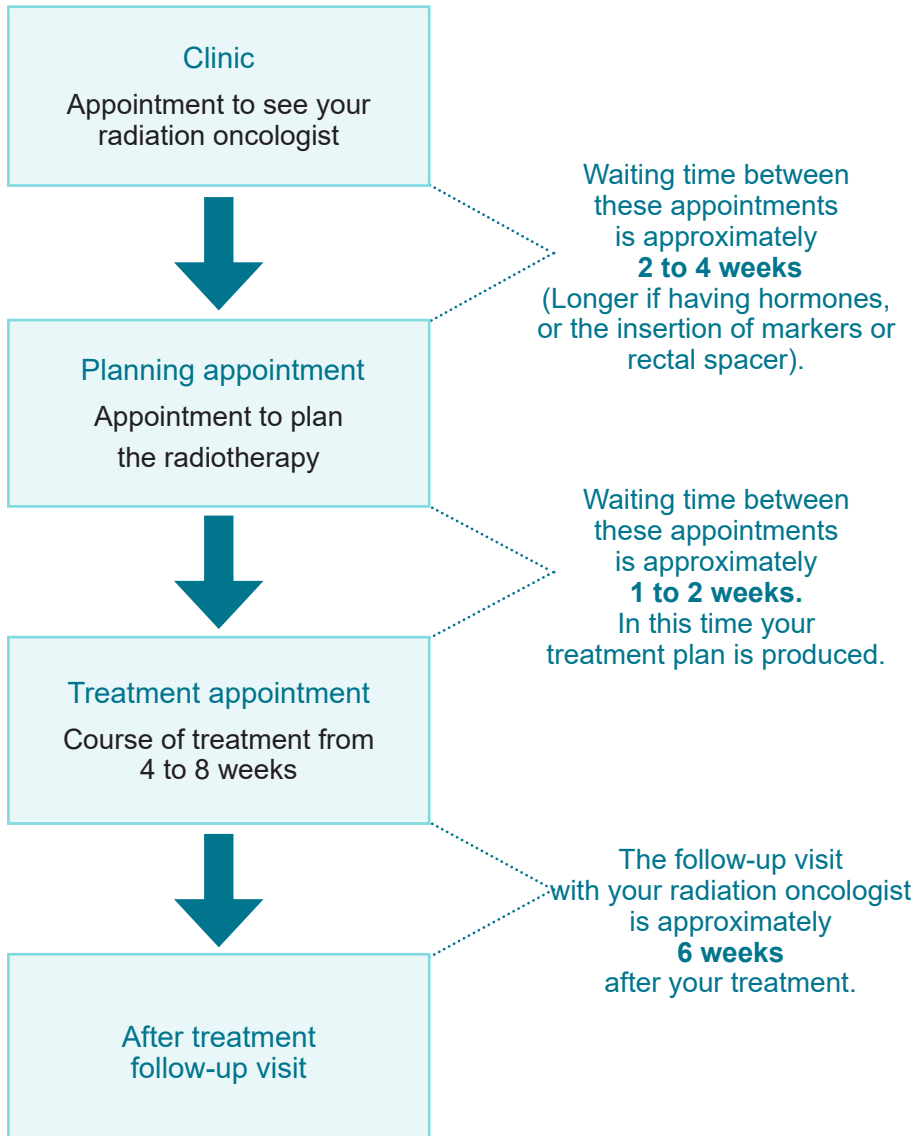 Clinic
Appointment to see your
radiation oncologist
Waiting time between
these appointments
is approximately
2 to 4 weeks
(Longer if having hormones,
or the insertion of markers or
rectal spacer).
Planning appointment
Appointment to plan
the radiotherapy
Waiting time between
these appointments
is approximately
1 to 2 weeks.
In this time your
treatment plan is produced.
Treatment appointment
Course of treatment from
4 to 8 weeks
The follow-up visit
with your radiation oncologist
is approximately
6 weeks
after your treatment.
After treatment
follow-up visit